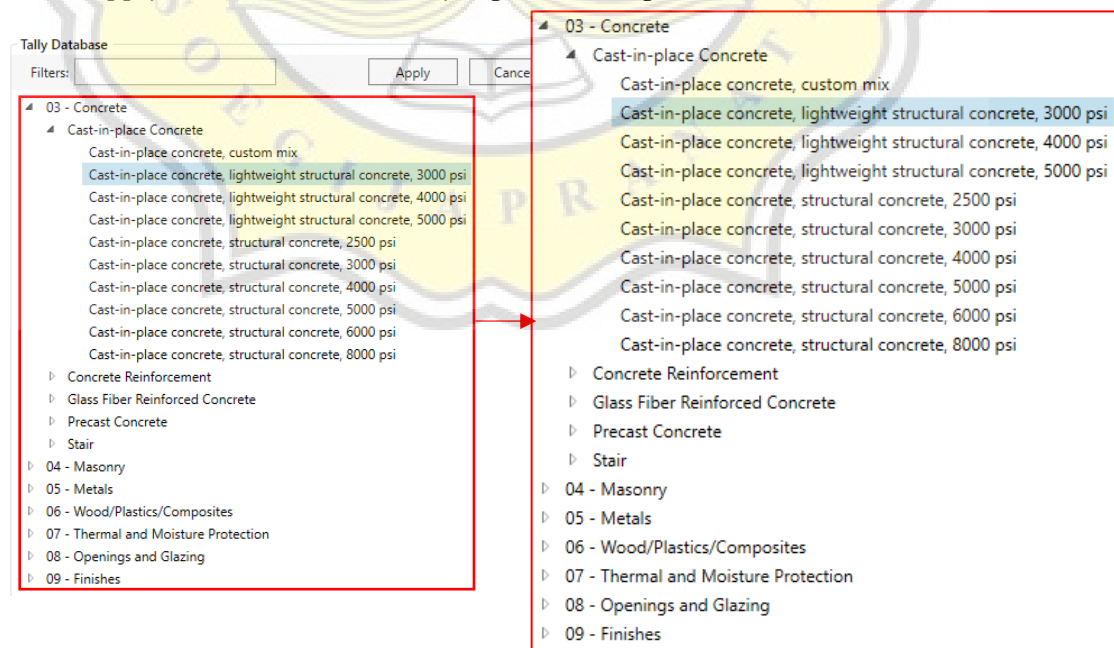 Tally Database
Filters:
Apply
Cance
03 - Concrete
Cast-in-place Concrete
Cast-in-place concrete, custom mix
Cast-in-place concrete, lightweight structural concrete, 3000 psi
Cast-in-place concrete, lightweight structural concrete, 4000 psi
Cast-in-place concrete, lightweight structural concrete, 5000 psi
Cast-in-place concrete, structural concrete, 2500 psi
Cast-in-place concrete, structural concrete, 3000 psi
Cast-in-place concrete, structural concrete, 4000 psi
Cast-in-place concrete, structural concrete, 5000 psi
Cast-in-place concrete, structural concrete, 6000 psi
Cast-in-place concrete, structural concrete, 8000 psi
Concrete Reinforcement
Glass Fiber Reinforced Concrete
Precast Concrete
Stair
04 - Masonry
05 - Metals
06 - Wood/Plastics/Composites
07 - Thermal and Moisture Protection
08 - Openings and Glazing
09 - Finishes
03 - Concrete
Cast-in-place Concrete
Cast-in-place concrete, custom mix
Cast-in-place concrete, lightweight structural concrete, 3000 psi
Cast-in-place concrete, lightweight structural concrete, 4000 psi
Cast-in-place concrete, lightweight structural concrete, 5000 psi
Cast-in-place concrete, structural concrete, 2500 psi
Cast-in-place concrete, structural concrete, 3000 psi
Cast-in-place concrete, structural concrete, 4000 psi
Cast-in-place concrete, structural concrete, 5000 psi
Cast-in-place concrete, structural concrete, 6000 psi
Cast-in-place concrete, structural concrete, 8000 psi
Concrete Reinforcement
Glass Fiber Reinforced Concrete
Precast Concrete
Stair
04 - Masonry
05 - Metals
06 - Wood/Plastics/Composites
07 - Thermal and Moisture Protection
08 - Openings and Glazing
09 - Finishes